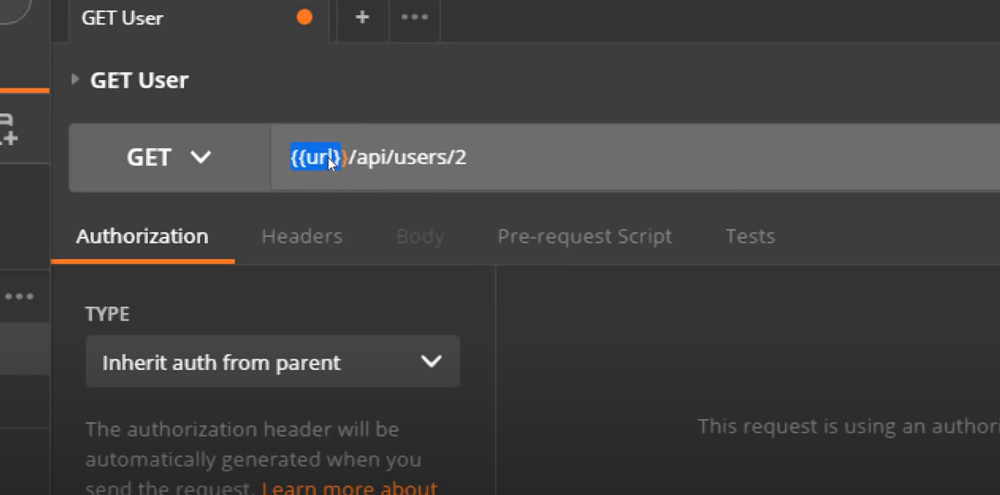 GET User
GET User
GET
{{url}}/api/users/2
Authorization Headers Body Pre-request Script Tests
TYPE
Inherit auth from parent
The authorization header will be
automatically generated when you
send the request. Learn more about
This request is using an authori